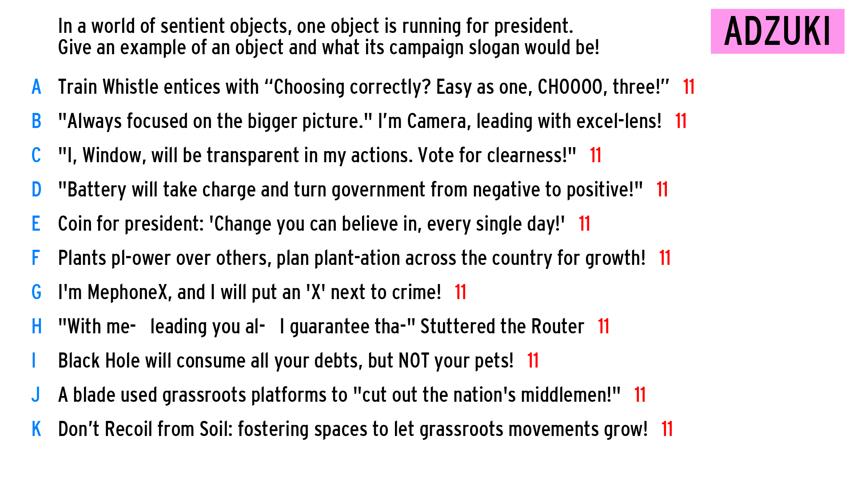 In a world of sentient objects, one object is running for president.
Give an example of an object and what its campaign slogan would be!
ADZUKI
A Train Whistle entices with “Choosing correctly? Easy as one, CHOOOO, three!” 11
B "Always focused on the bigger picture." I’m Camera, leading with excel-lens! 11
C "I, Window, will be transparent in my actions. Vote for clearness!" 11
D "Battery will take charge and turn government from negative to positive!" 11
E Coin for president: 'Change you can believe in, every single day!' 11
F Plants pl-ower over others, plan plant-ation across the country for growth! 11
G I'm MephoneX, and I will put an 'X' next to crime! 11
H "With me- leading you al- I guarantee tha-" Stuttered the Router 11
I Black Hole will consume all your debts, but NOT your pets! 11
J A blade used grassroots platforms to "cut out the nation's middlemen!" 11
K Don’t Recoil from Soil: fostering spaces to let grassroots movements grow! 11